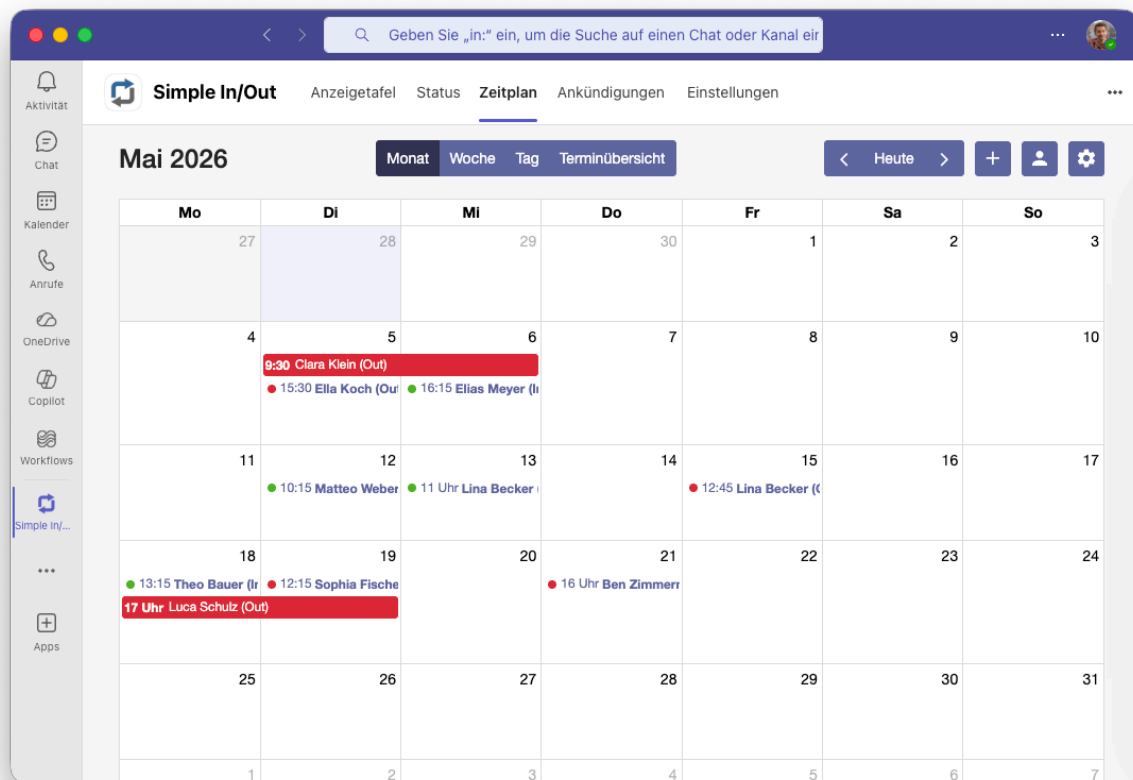 Geben Sie „in:" ein, um die Suche auf einen Chat oder Kanal ein
Aktivität
Chat
Kalender
Anrufe
OneDrive
Copilot
Workflows
Simple In/...
Apps
Simple In/Out Anzeigetafel Status Zeitplan Ankündigungen Einstellungen
Mai 2026 Monat Woche Tag Terminübersicht Heute
Mo Di Mi Do Fr Sa So
27 28 29 30 1 2 3
4 5 6 7 8 9 10
9:30 Clara Klein (Out)
15:30 Ella Koch (Out 16:15 Elias Meyer (I
11 12 13 14 15 16 17
10:15 Matteo Weber 11 Uhr Lina Becker 12:45 Lina Becker (
18 19 20 21 22 23 24
13:15 Theo Bauer (I 12:15 Sophia Fische 16 Uhr Ben Zimmer
17 Uhr Luca Schulz (Out)
25 26 27 28 29 30 31
1 2 3 4 5 6 7